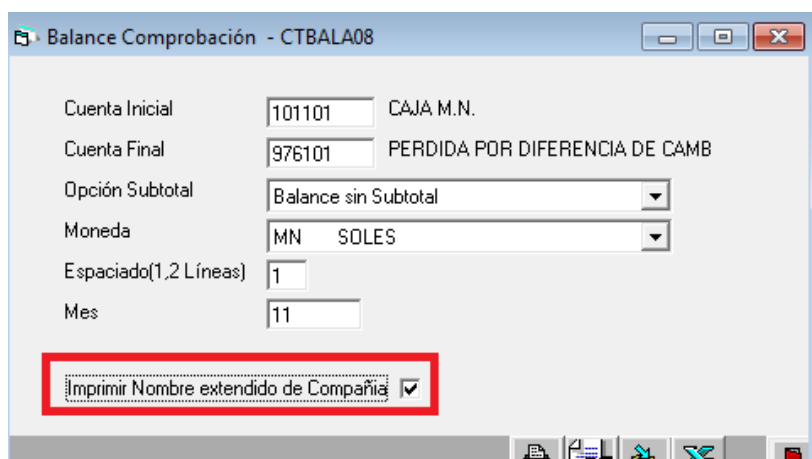 Balance Comprobación - CTBALA08
Cuenta Inicial 101101 CAJA M.N.
Cuenta Final 976101 PERDIDA POR DIFERENCIA DE CAMB
Opción Subtotal Balance sin Subtotal
Moneda MN SOLES
Espaciado(1,2 Líneas) 1
Mes 11
Imprimir Nombre extendido de Compañia